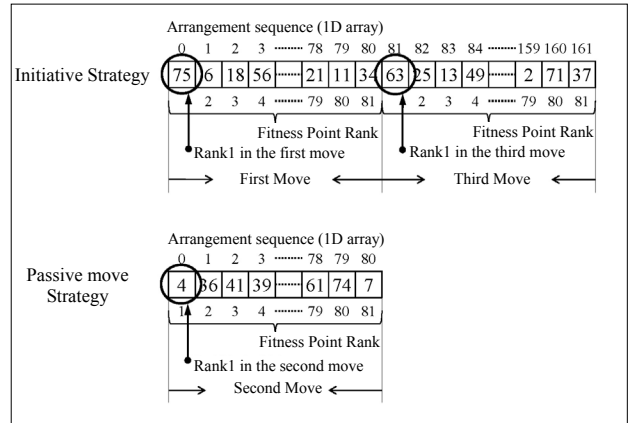 Arrangement sequence (1D array)
0 1 2 3 ········ 78 79 80 81 82 83 84 ······· 159 160 161
Initiative Strategy 75 6 18 56 ······ 21 11 34 63 25 13 49 ······ 2 71 37
2 3 4 ········ 79 80 81 2 3 4 ········ 79 80 81
Fitness Point Rank Fitness Point Rank
Rank1 in the first move Rank1 in the third move
First Move Third Move
Arrangement sequence (1D array)
0 1 2 3 ········ 78 79 80
Passive move
Strategy
4 36 41 39 ······ 61 74 7
1 2 3 4 ········ 79 80 81
Fitness Point Rank
Rank1 in the second move
Second Move